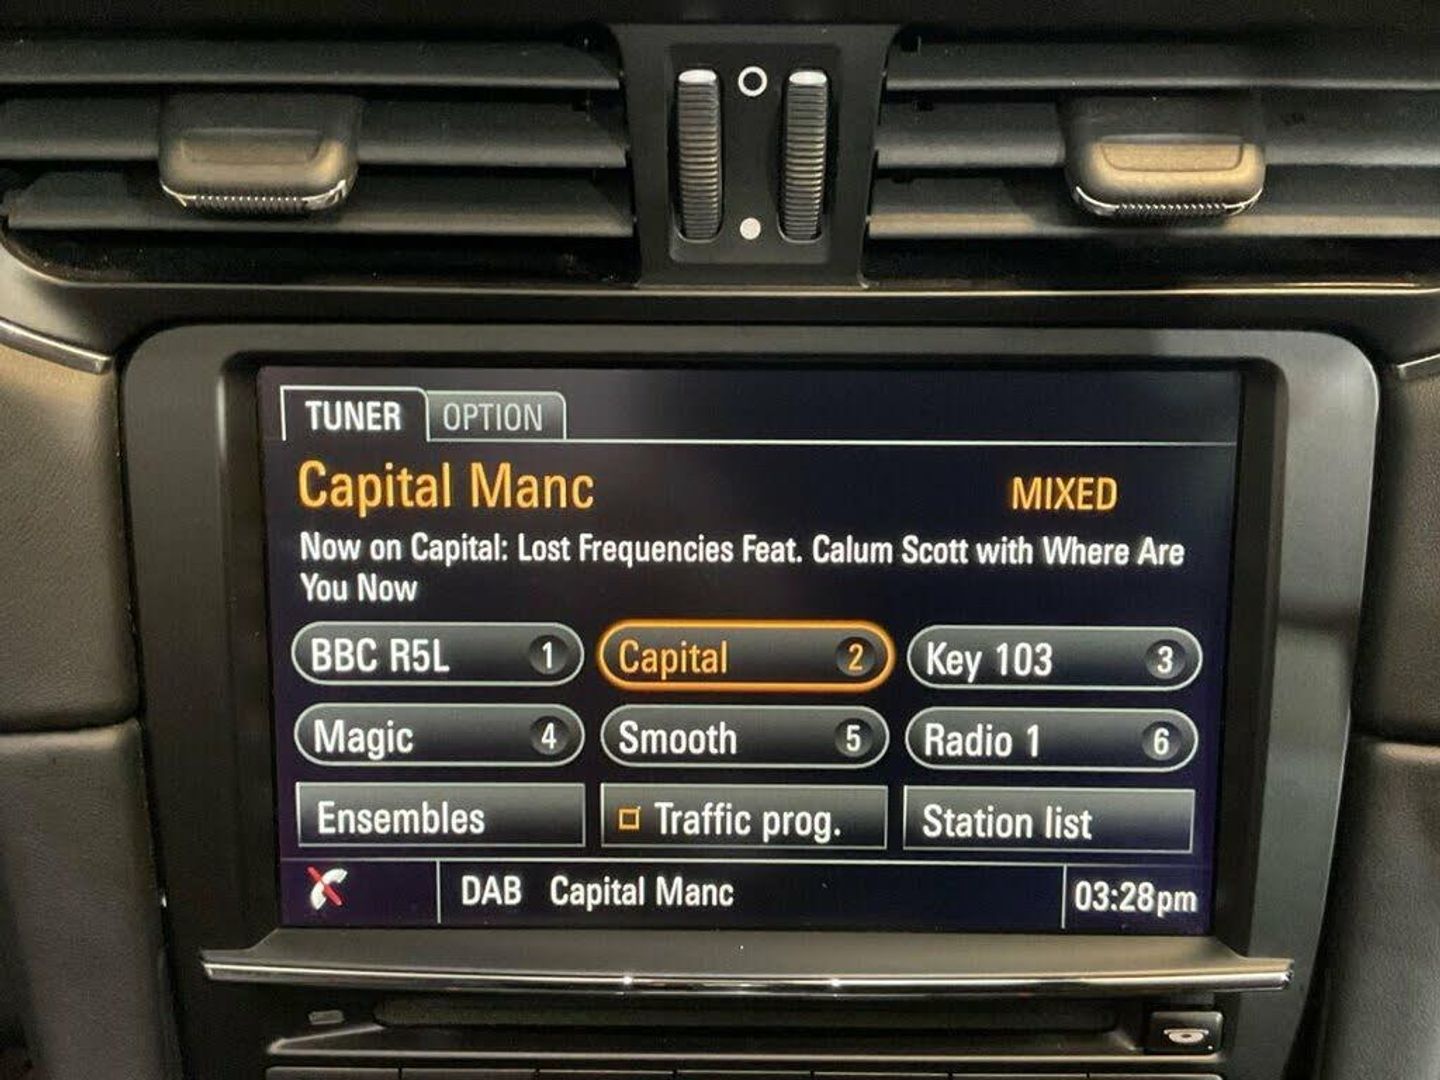 TUNER OPTION
Capital Manc MIXED
Now on Capital: Lost Frequencies Feat. Calum Scott with Where Are
You Now
BBC R5L 1 Capital 2 Key 103 3
Magic 4 Smooth 5 Radio 1 6
Ensembles Traffic prog. Station list
DAB Capital Manc 03:28pm